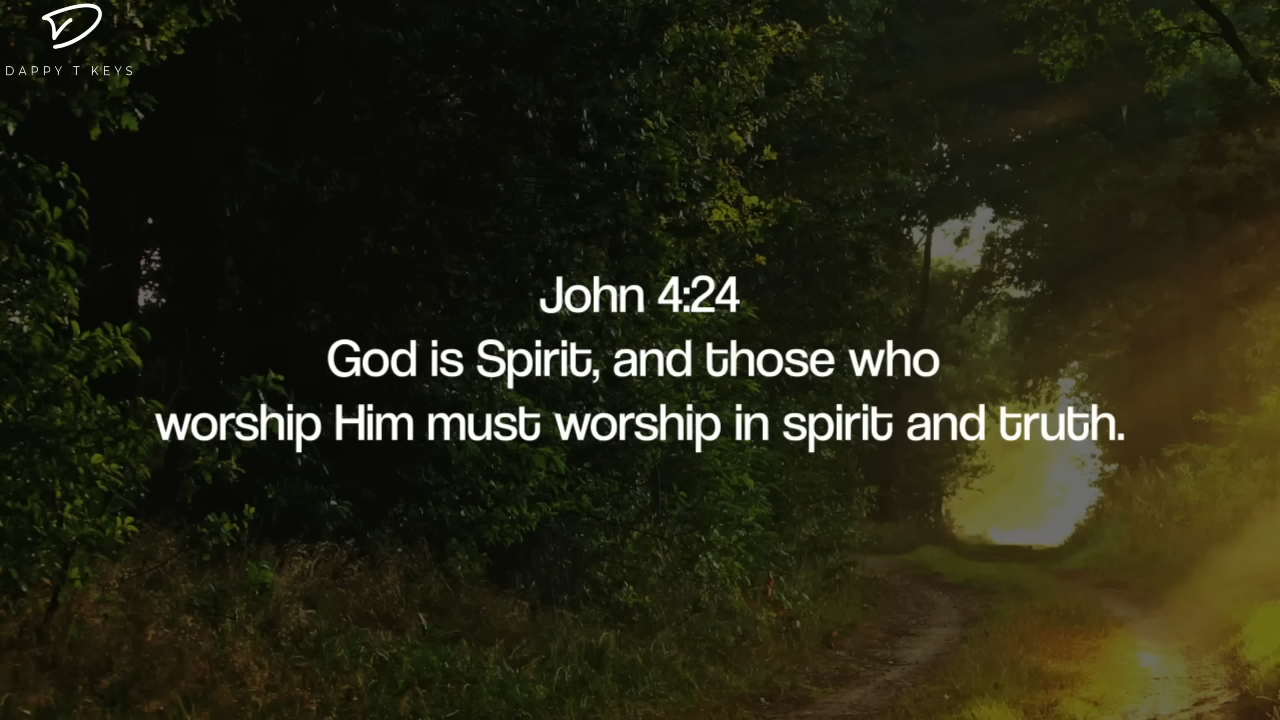 DAPPY T KEYS
John 4:24
God is Spirit, and those who
worship Him must worship in spirit and truth.